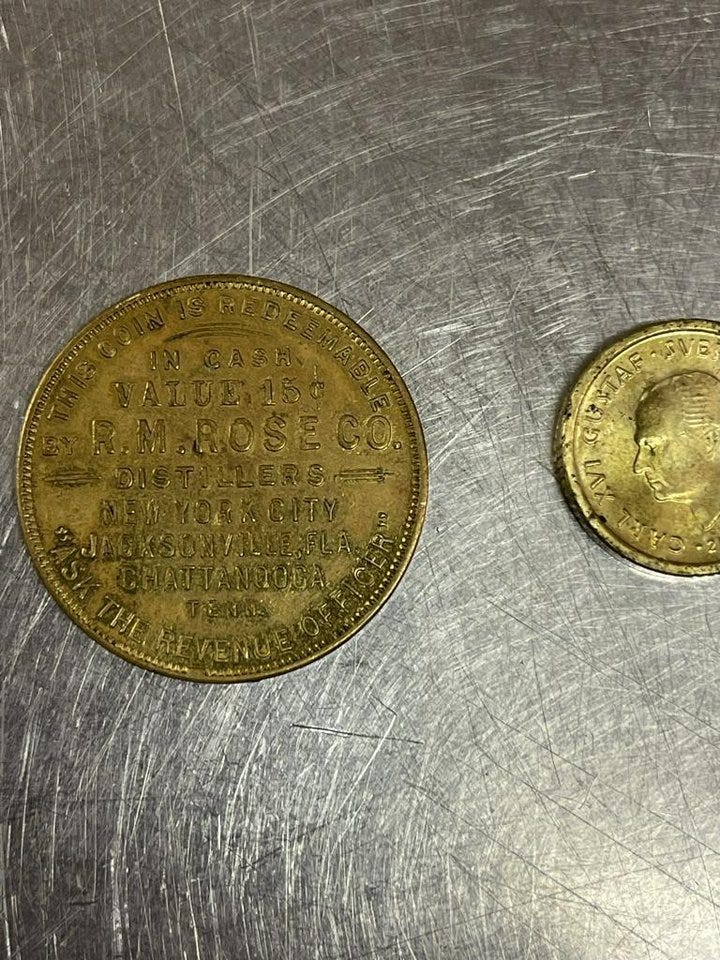 THIS COIN IS REDEEMABLE
IN CASH
VALUE 15¢
BY R.M. ROSE CO.
DISTILLERS
NEW YORK CITY
JACKSONVILLE, FLA.
CHATTANOOGA
TENN.
"ASK THE REVENUE OFFICER"
CARL XVI GUSTAF · SVE